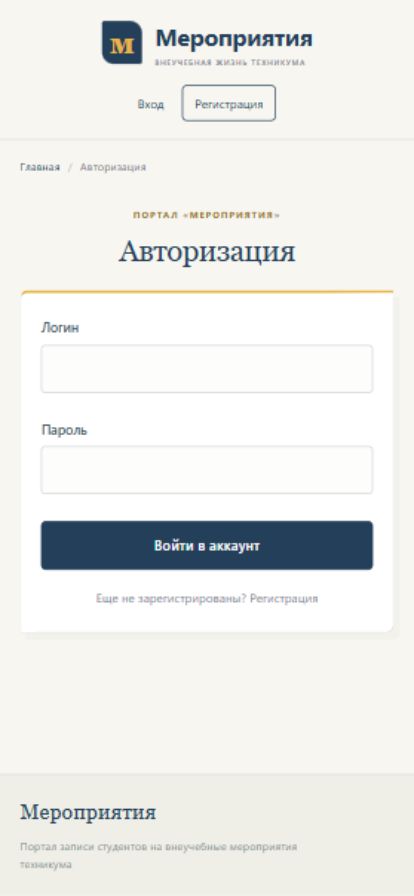 М
Мероприятия
ВНЕУЧЕБНАЯ ЖИЗНЬ ТЕХНИКУМА
Вход
Регистрация
Главная / Авторизация
ПОРТАЛ «МЕРОПРИЯТИЯ»
Авторизация
Логин
Пароль
Войти в аккаунт
Еще не зарегистрированы? Регистрация
Мероприятия
Портал записи студентов на внеучебные мероприятия
техникума